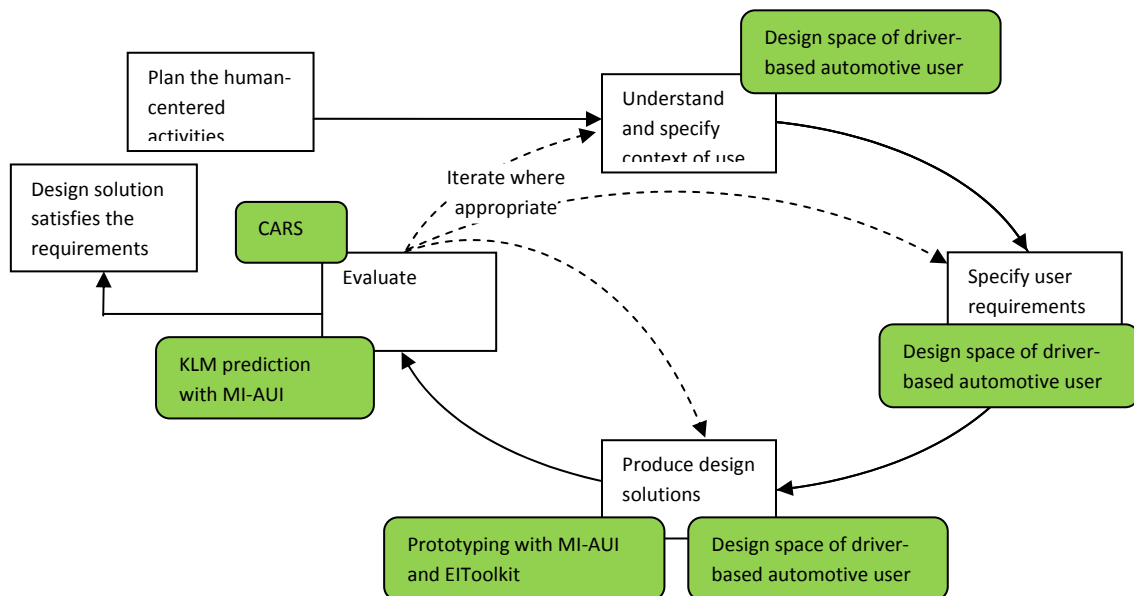 Design space of driver-
based automotive user
Plan the human-
centered
activities
Understand
and specify
context of use
Iterate where
appropriate
Design solution
satisfies the
requirements
CARS
Evaluate
Specify user
requirements
Design space of driver-
based automotive user
KLM prediction
with MI-AUI
Produce design
solutions
Prototyping with MI-AUI
and EIToolkit
Design space of driver-
based automotive user